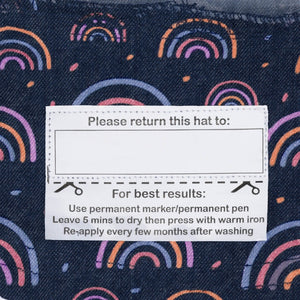 Please return this hat to:
For best results:
Use permanent marker/permanent pen
Leave 5 mins to dry then press with warm iron
Re-apply every few months after washing